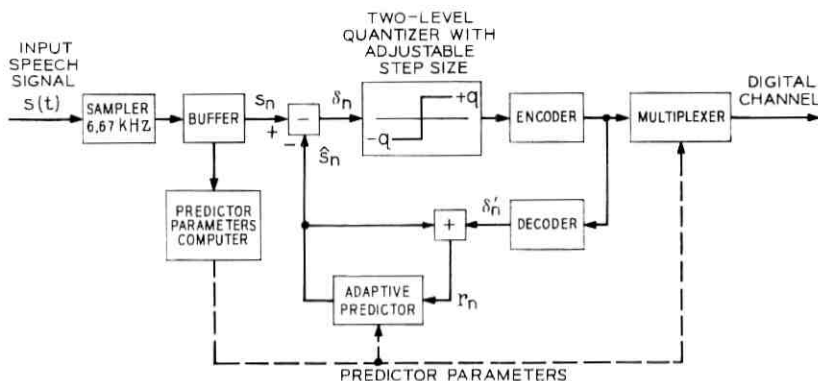 TWO-LEVEL
QUANTIZER WITH
ADJUSTABLE
STEP SIZE
INPUT
SPEECH
SIGNAL
s(t)
SAMPLER
6,67 kHZ
BUFFER
sₙ
+
−
−
ŝₙ
δₙ
+q
−q
ENCODER
MULTIPLEXER
DIGITAL
CHANNEL
PREDICTOR
PARAMETERS
COMPUTER
+
δ'ₙ
DECODER
ADAPTIVE
PREDICTOR
rₙ
PREDICTOR PARAMETERS